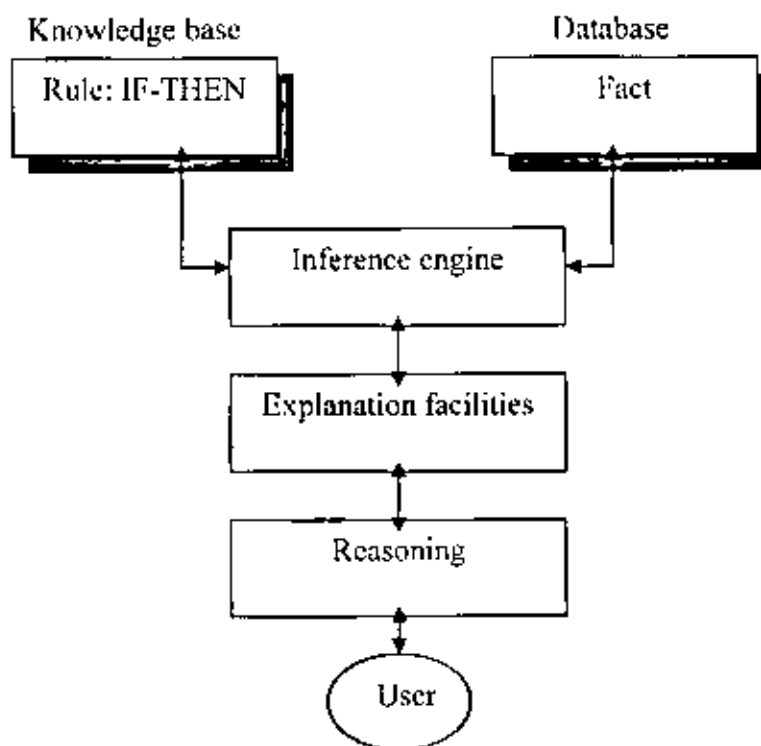 Knowledge base
Database
Rule: IF-THEN
Fact
Inference engine
Explanation facilities
Reasoning
User